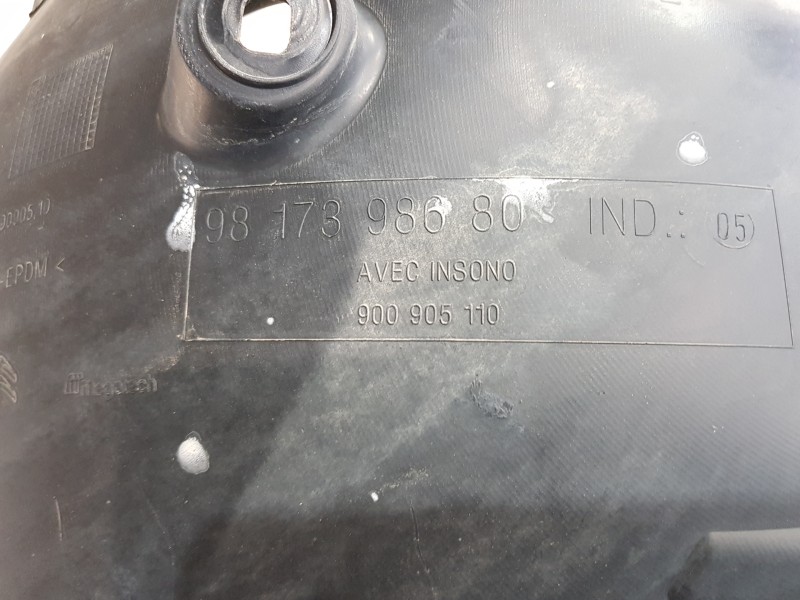 98 173 986 80 IND.: 05
AVEC INSONO
900 905 110
-EPDM <